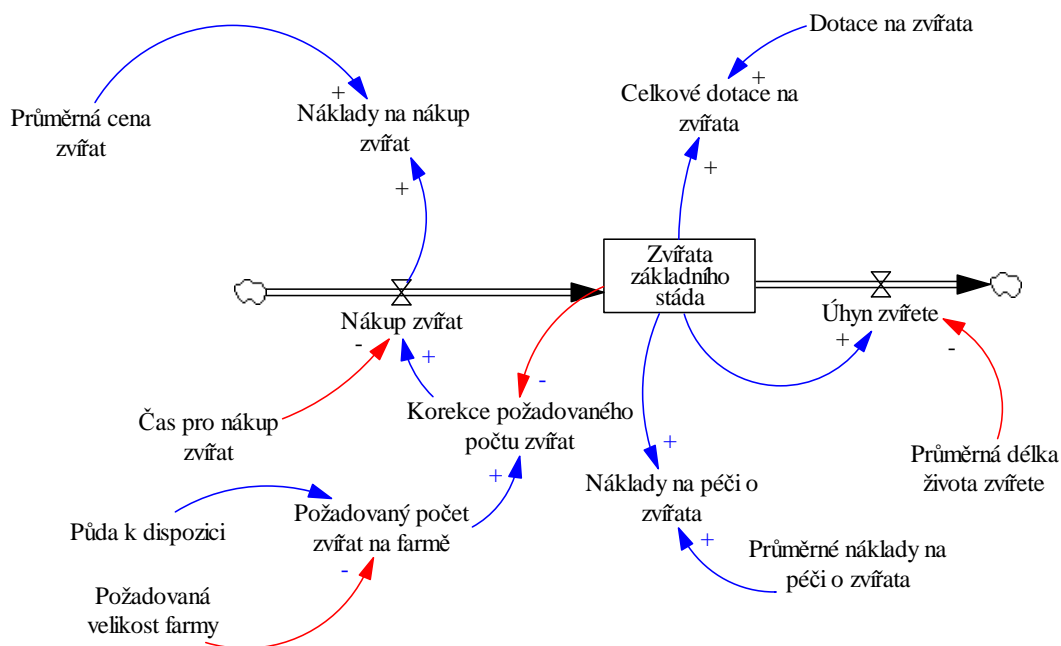 Dotace na zvířata
Průměrná cena
zvířat
+
Náklady na nákup
zvířat
+
+
Celkové dotace na
zvířata
+
Zvířata
základního
stáda
Nákup zvířat
-
+
Úhyn zvířete
+
-
Čas pro nákup
zvířat
-
Korekce požadovaného
počtu zvířat
+
Průměrná délka
života zvířete
+
Náklady na péči o
zvířata
+
Půda k dispozici
Požadovaný počet
zvířat na farmě
-
Průměrné náklady na
péči o zvířata
Požadovaná
velikost farmy